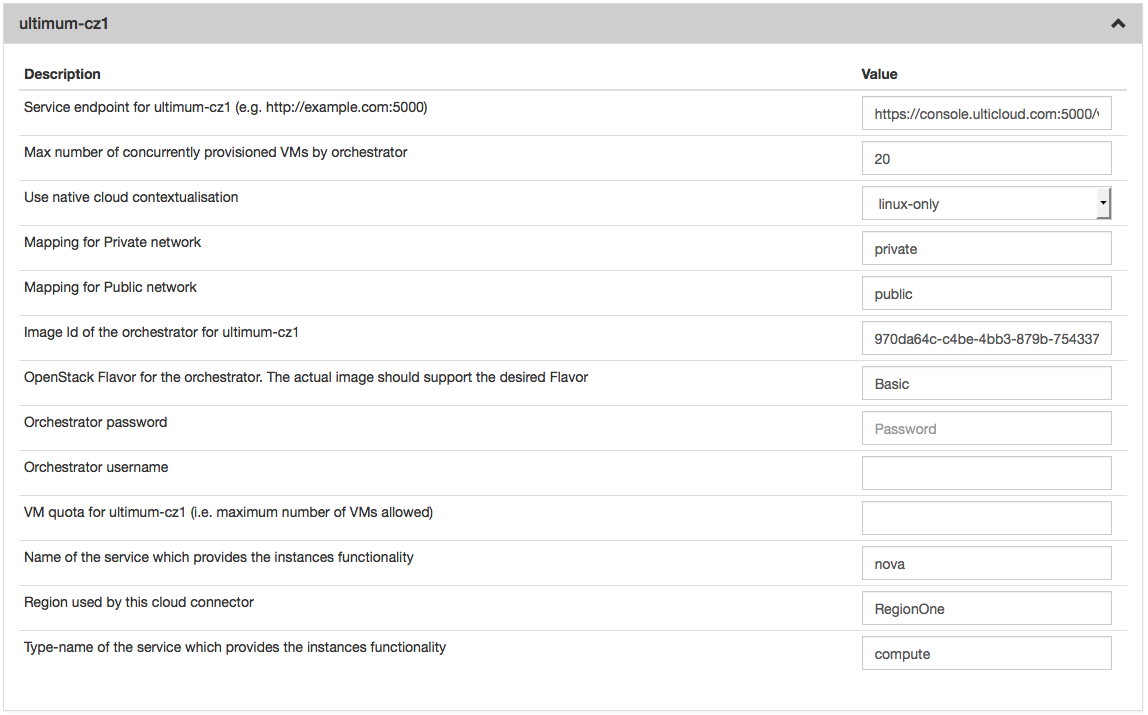 ultimum-cz1
Description Value
Service endpoint for ultimum-cz1 (e.g. http://example.com:5000) https://console.ulticloud.com:5000/v
Max number of concurrently provisioned VMs by orchestrator 20
Use native cloud contextualisation linux-only
Mapping for Private network private
Mapping for Public network public
Image Id of the orchestrator for ultimum-cz1 970da64c-c4be-4bb3-879b-754337
OpenStack Flavor for the orchestrator. The actual image should support the desired Flavor Basic
Orchestrator password Password
Orchestrator username
VM quota for ultimum-cz1 (i.e. maximum number of VMs allowed)
Name of the service which provides the instances functionality nova
Region used by this cloud connector RegionOne
Type-name of the service which provides the instances functionality compute